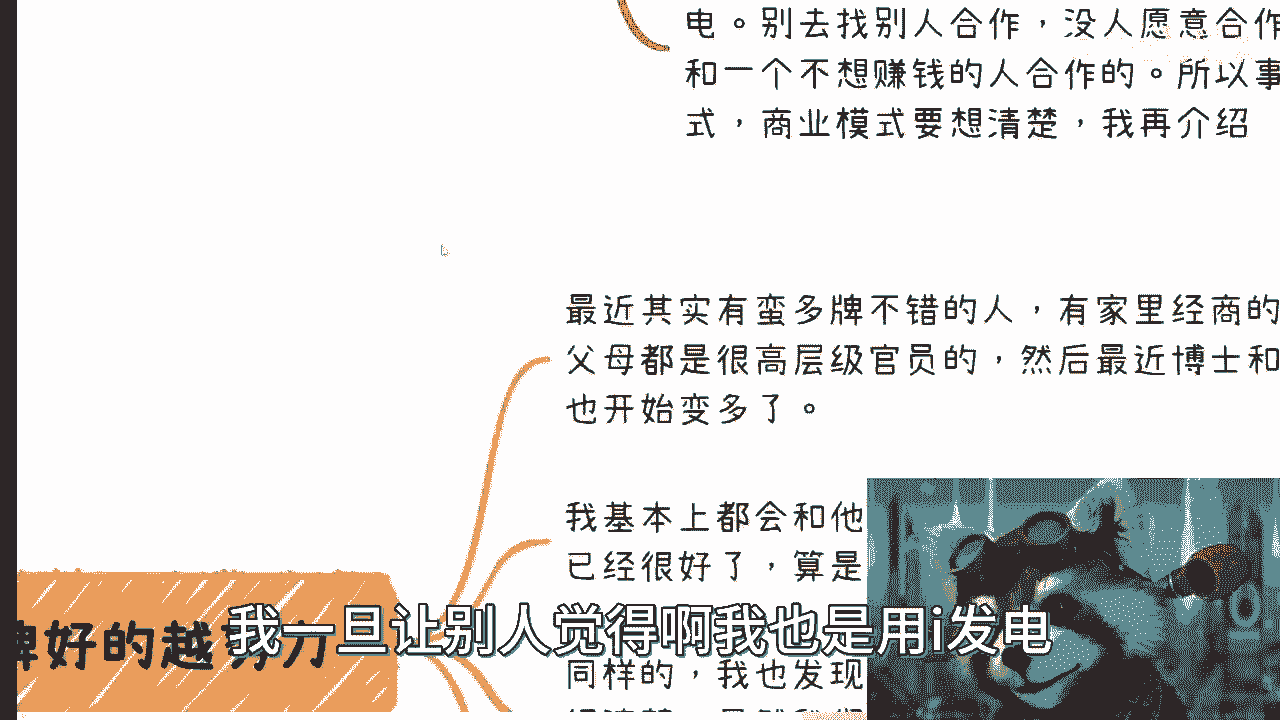 电。别去找别人合作，没人愿意合作
和一个不想赚钱的人合作的。所以事
式，商业模式要想清楚，我再介绍
最近其实有蛮多牌不错的人，有家里经商的
父母都是很高层级官员的，然后最近博士和
也开始变多了。
我基本上都会和他
已经很好了，算是
牌好的越努力
我一旦让别人觉得啊我也是用i发电
同样的，我也发现